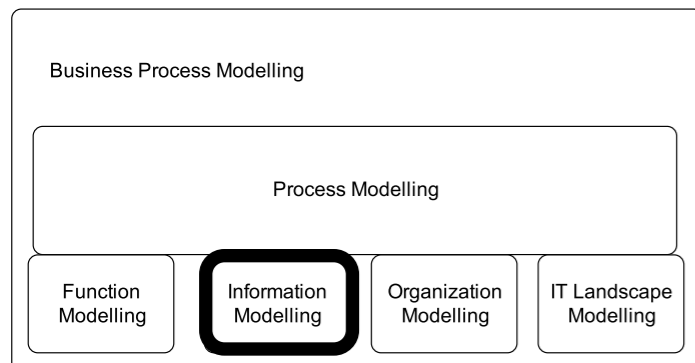 Business Process Modelling
Process Modelling
Function
Modelling
Information
Modelling
Organization
Modelling
IT Landscape
Modelling